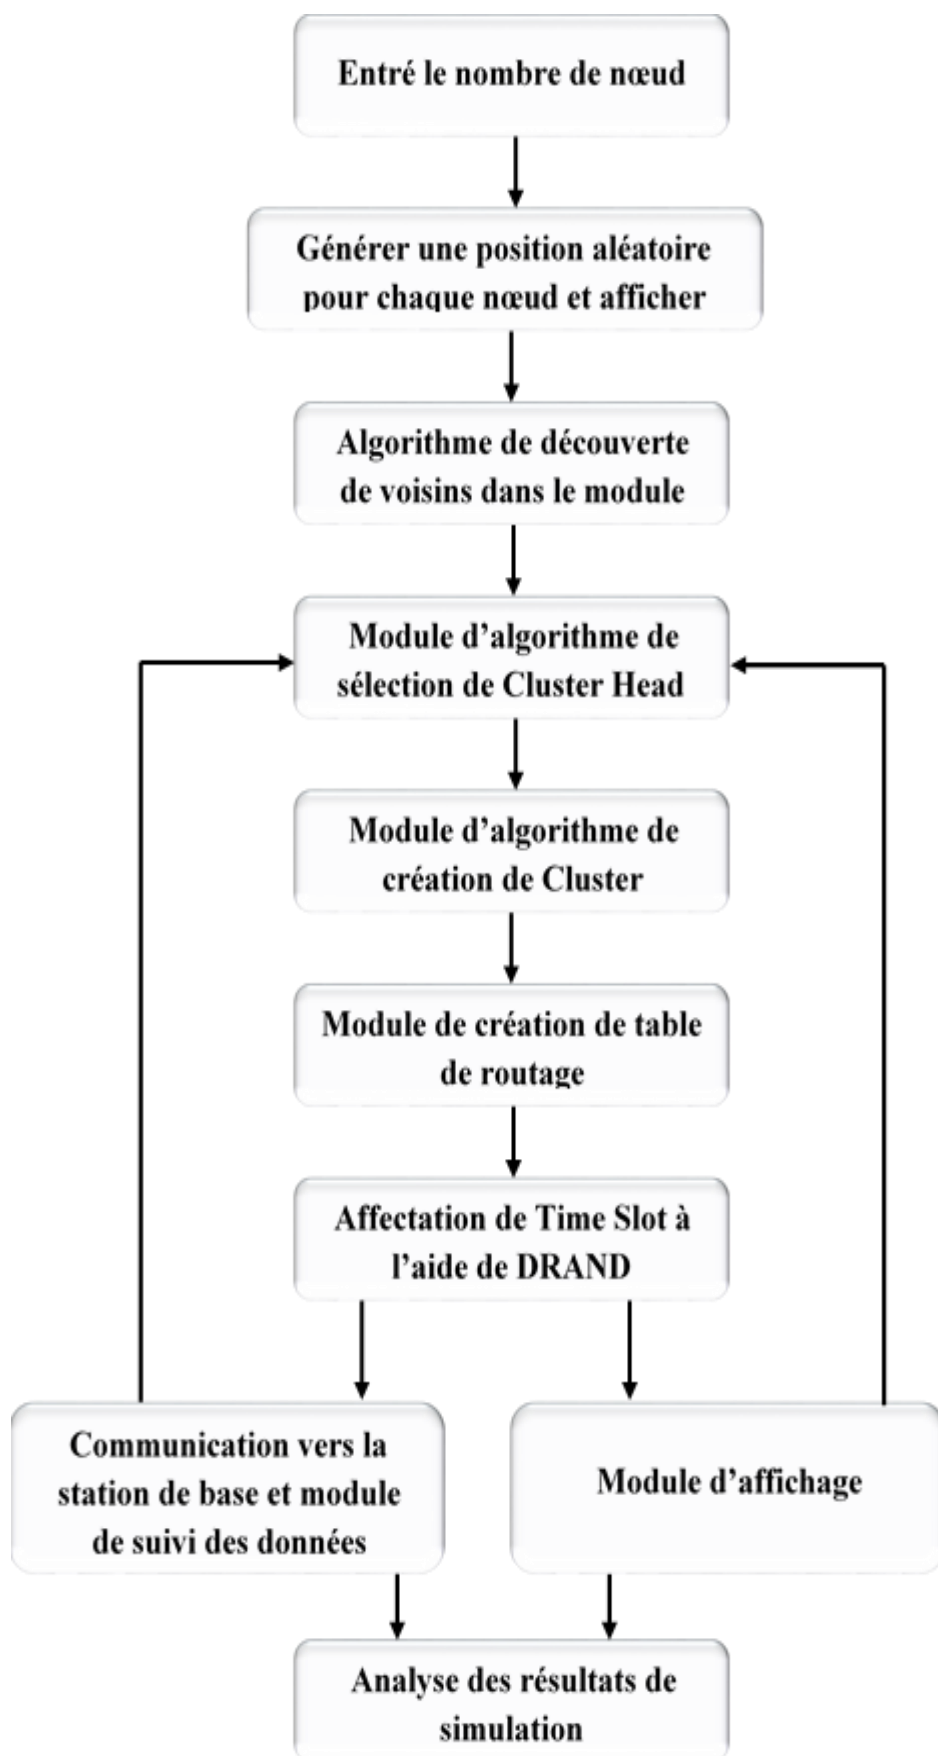 Entré le nombre de nœud
Générer une position aléatoire
pour chaque nœud et afficher
Algorithme de découverte
de voisins dans le module
Module d’algorithme de
sélection de Cluster Head
Module d’algorithme de
création de Cluster
Module de création de table
de routage
Affectation de Time Slot à
l’aide de DRAND
Communication vers la
station de base et module
de suivi des données
Module d’affichage
Analyse des résultats de
simulation